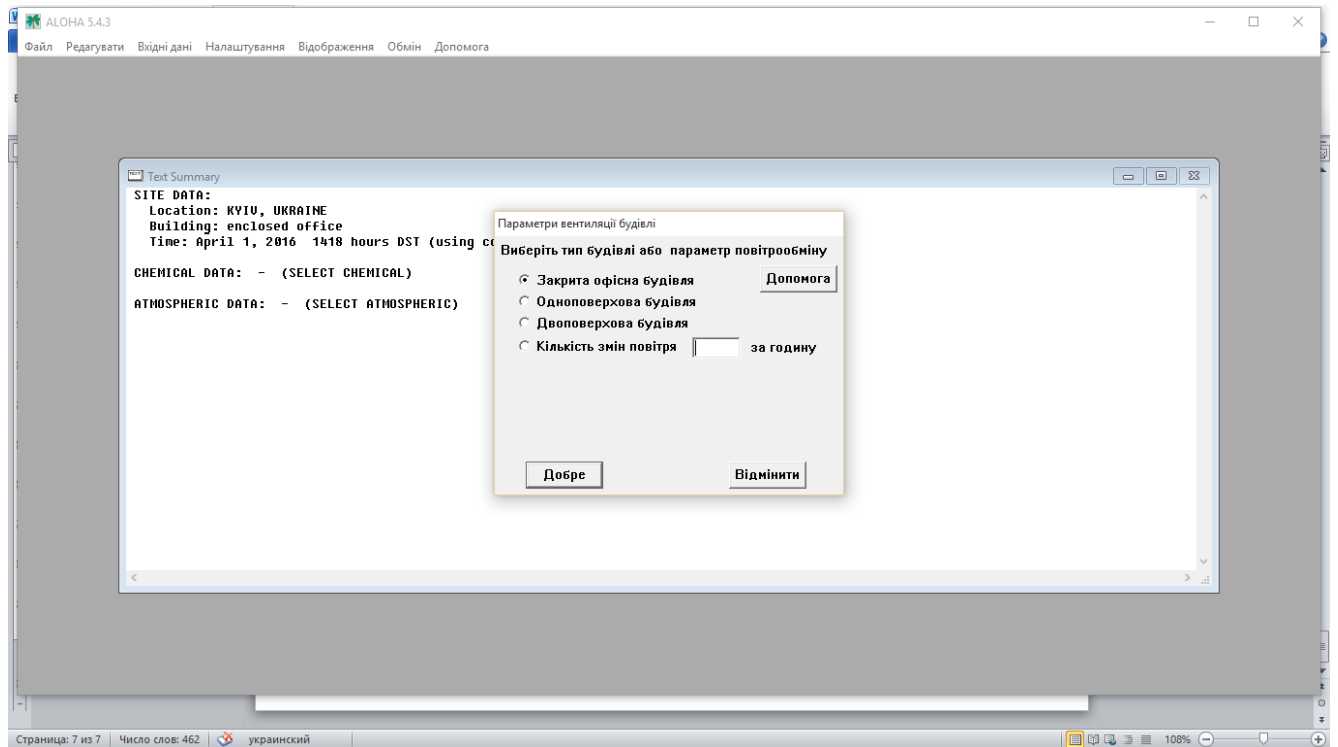 ALOHA 5.4.3
Файл Редагувати Вхідні дані Налаштування Відображення Обмін Допомога
Text Summary
SITE DATA:
Location: KYIV, UKRAINE
Building: enclosed office
Time: April 1, 2016 1418 hours DST (using
CHEMICAL DATA: - (SELECT CHEMICAL)
ATMOSPHERIC DATA: - (SELECT ATMOSPHERIC)
Параметри вентиляції будівлі
Виберіть тип будівлі або параметр повітрообміну
Закрита офісна будівля
Допомога
Одноповерхова будівля
Двоповерхова будівля
Кількість змін повітря за годину
Добре Відмінити
Страница: 7 из 7 Число слов: 462 украинский 108%